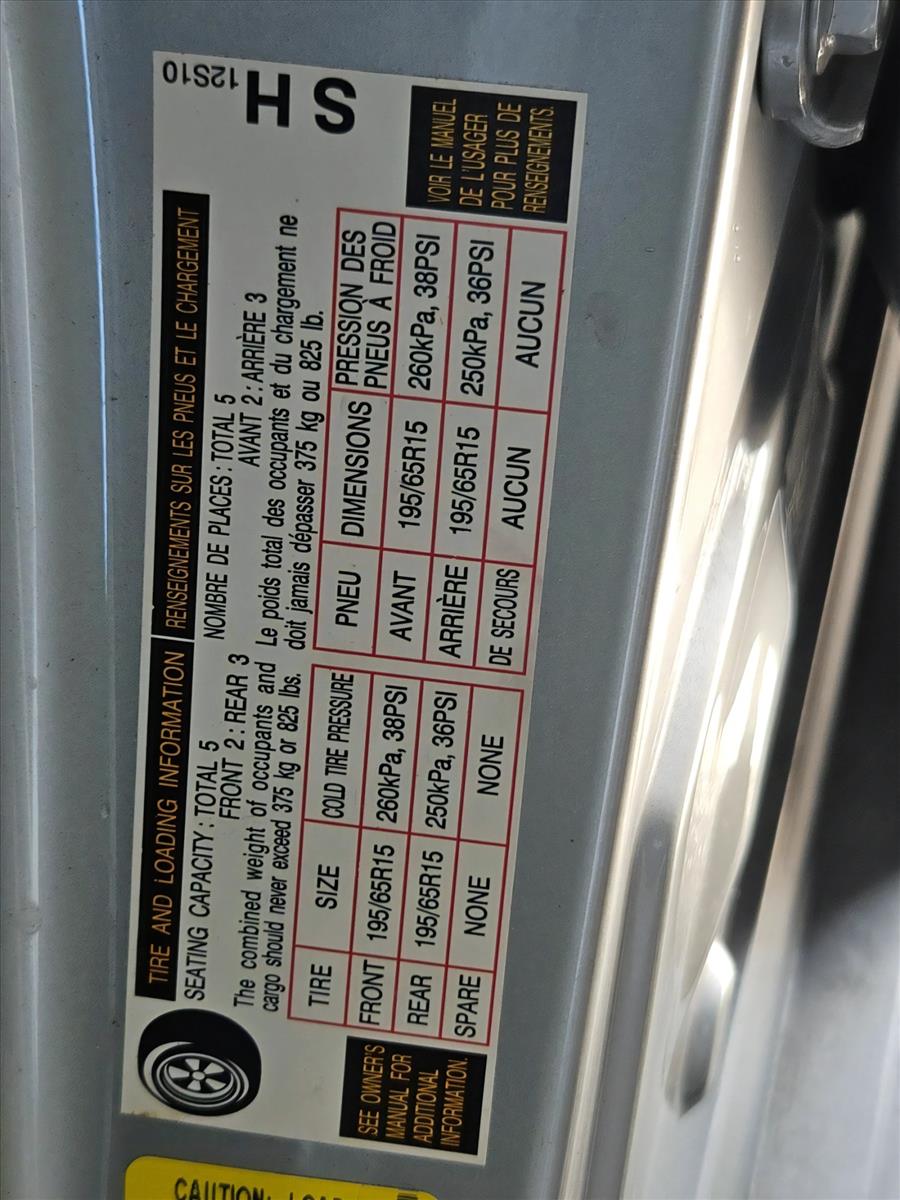 TIRE AND LOADING INFORMATION
RENSEIGNEMENTS SUR LES PNEUS ET LE CHARGEMENT
SEATING CAPACITY : TOTAL 5
FRONT 2 : REAR 3
The combined weight of occupants and
cargo should never exceed 375 kg or 825 lbs.
NOMBRE DE PLACES : TOTAL 5
AVANT 2 : ARRIÈRE 3
Le poids total des occupants et du chargement ne
doit jamais dépasser 375 kg ou 825 lb.
12S10
H
S
TIRE SIZE COLD TIRE PRESSURE
FRONT 195/65R15 260kPa, 38PSI
REAR 195/65R15 250kPa, 36PSI
SPARE NONE NONE
PNEU DIMENSIONS PRESSION DES PNEUS À FROID
AVANT 195/65R15 260kPa, 38PSI
ARRIÈRE 195/65R15 250kPa, 36PSI
DE SECOURS AUCUN AUCUN
SEE OWNER'S
MANUAL FOR
ADDITIONAL
INFORMATION.
VOIR LE MANUEL
DE L'USAGER
POUR PLUS DE
RENSEIGNEMENTS.
CAUTION: